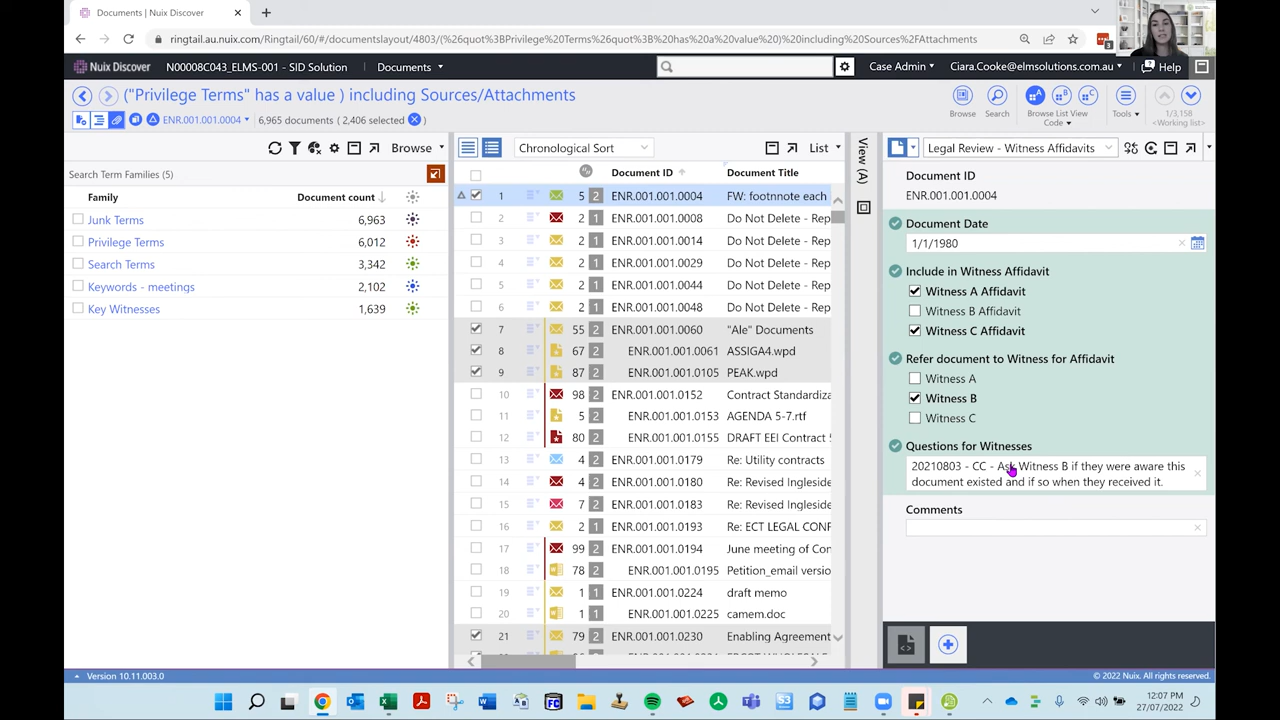 Documents | Nuix Discover
ringtail.au.nuix.com/Ringtail/60/#/documentslayout/4863/(%26quot%3BPrivilege%20Terms%26quot%3B%20has%20a%20value%20)%20including%20Sources%2FAttachments
3
Nuix Discover
N00008C043_ELMS-001 - SID Solution
Documents
Case Admin
Ciara.Cooke@elmsolutions.com.au
Help
("Privilege Terms" has a value ) including Sources/Attachments
ENR.001.001.0004
6,965 documents ( 2,406 selected )
Browse
Search
A
B
C
Browse List View
Code
Tools
1/3,158
<Working list>
Browse
Search Term Families (5)
Family
Document count
Junk Terms 6,963
Privilege Terms 6,012
Search Terms 3,342
Keywords - meetings 2,102
Key Witnesses 1,639
Chronological Sort
List
Document ID
Document Title
1 5 2 ENR.001.001.0004 FW: footnnote each
2 2 1 ENR.001.001.0008 Do Not Delete - Rep
3 2 1 ENR.001.001.0014 Do Not Delete - Rep
4 2 1 ENR.001.001.0029 Do Not Delete - Rep
5 2 1 ENR.001.001.0044 Do Not Delete - Rep
6 2 1 ENR.001.001.0048 Do Not Delete - Rep
7 55 2 ENR.001.001.0060 "Ale" Documents
8 67 2 ENR.001.001.0061 ASSIGA4.wpd
9 87 2 ENR.001.001.0105 PEAK.wpd
10 98 2 ENR.001.001.0152 Contract Standardiza
11 5 2 ENR.001.001.0153 AGENDA 5-7.rtf
12 80 2 ENR.001.001.0155 DRAFT EEI Contract
13 4 2 ENR.001.001.0179 Re: Utility contracts
14 4 2 ENR.001.001.0180 Re: Revised Ingleside
15 7 2 ENR.001.001.0183 Re: Revised Ingleside
16 2 2 ENR.001.001.0193 Re: ECT LEGAL CONF
17 99 2 ENR.001.001.0194 June meeting of Con
18 78 2 ENR.001.001.0195 Petition_email versio
19 1 1 ENR.001.001.0224 draft memo
20 1 1 ENR.001.001.0225 camem.doc
21 79 2 ENR.001.001.0230 Enabling Agreement
View (A)
Legal Review - Witness Affidavits
Document ID
ENR.001.001.0004
Document Date
1/1/1980
Include in Witness Affidavit
Witness A Affidavit
Witness B Affidavit
Witness C Affidavit
Refer document to Witness for Affidavit
Witness A
Witness B
Witness C
Questions for Witnesses
20210803 - CC - Ask Witness B if they were aware this
document existed and if so when they received it.
Comments
Version 10.11.003.0
© 2022 Nuix. All rights reserved.
12:07 PM
27/07/2022